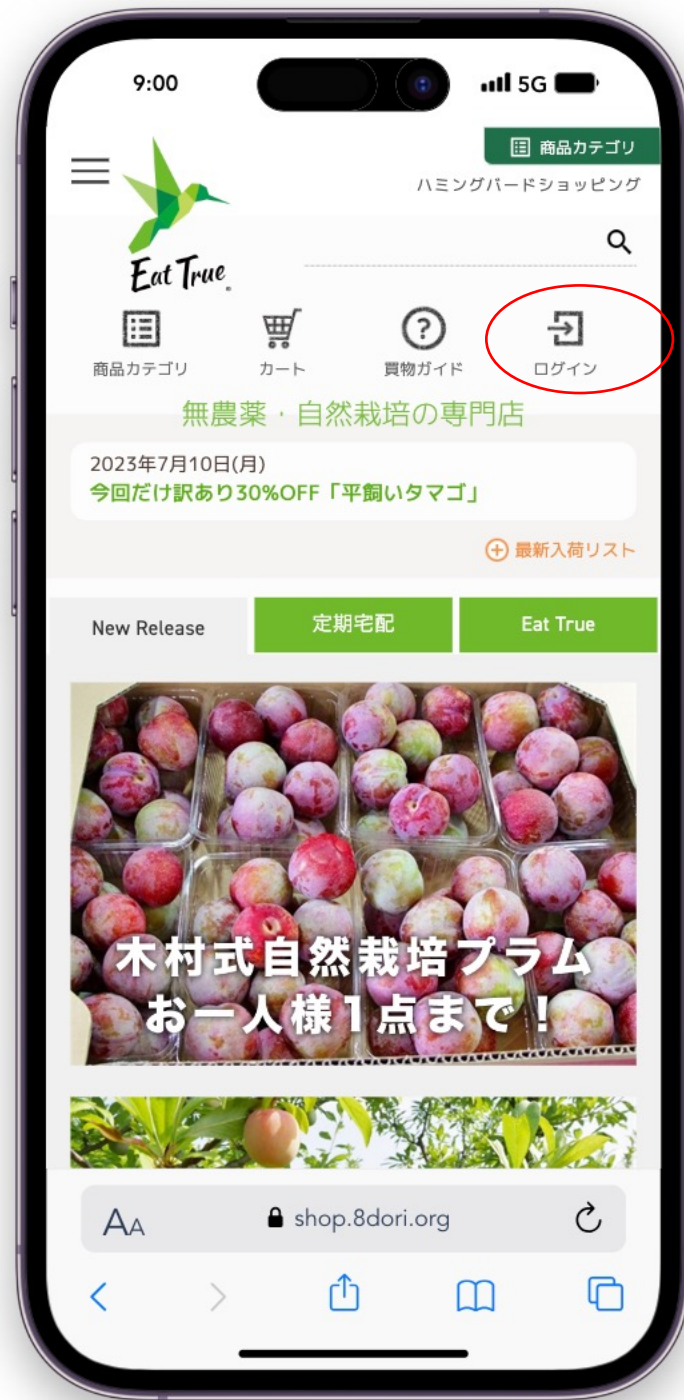 9:00
5G
商品カテゴリ
ハミングバードショッピング
Eat True
商品カテゴリ
カート
買物ガイド
ログイン
無農薬・自然栽培の専門店
2023年7月10日(月)
今回だけ訳あり30%OFF「平飼いタマゴ」
最新入荷リスト
New Release
定期宅配
Eat True
木村式自然栽培プラム
お一人様1点まで！
AA
shop.8dori.org